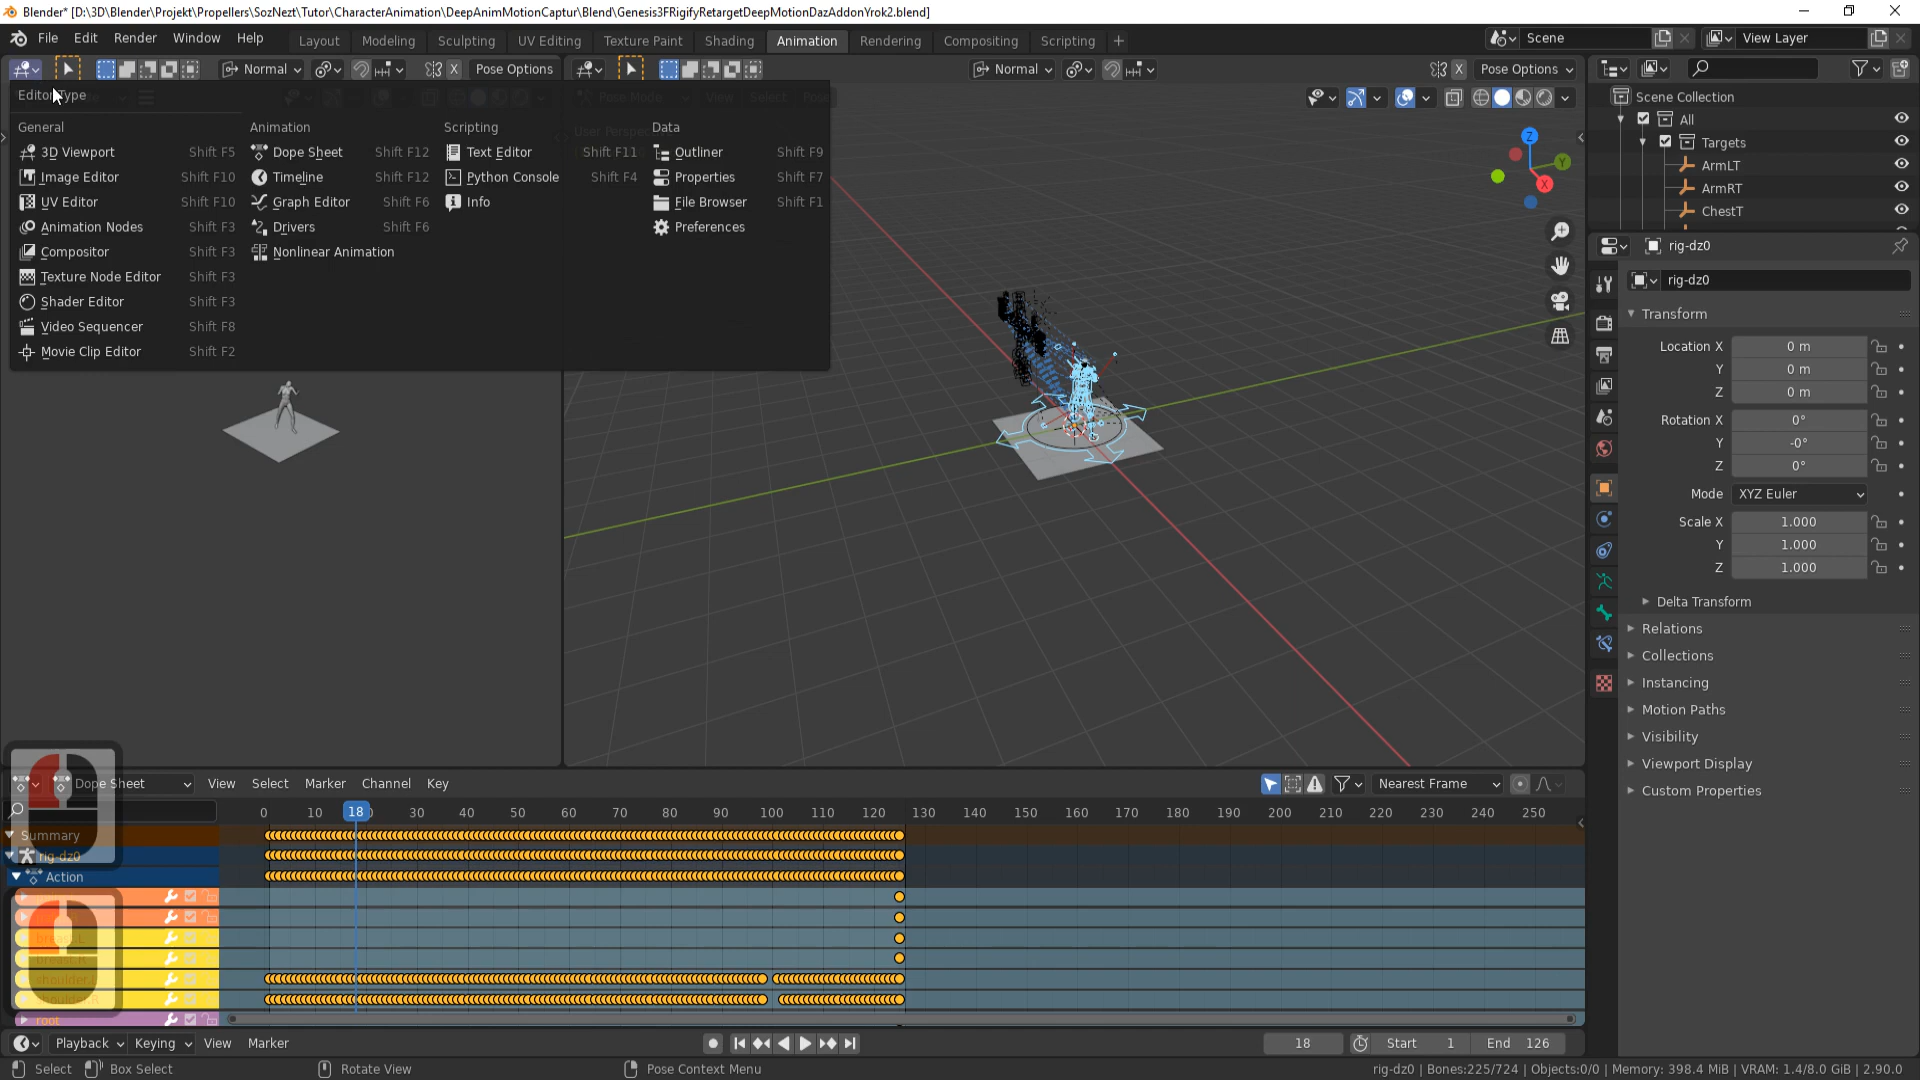 Blender* [D:\3D\Blender\Projekt\Propellers\SozNezt\Tutor\CharacterAnimation\DeepAnimMotionCaptur\Blend\Genesis3FRigifyRetargetDeepMotionDazAddonYrok2.blend]
File Edit Render Window Help Layout Modeling Sculpting UV Editing Texture Paint Shading Animation Rendering Compositing Scripting + Scene View Layer
Normal X Pose Options Normal X Pose Options
Editor Type Pose Mode View Select Pose Scene Collection
All
General Animation Scripting Data
User Perspective
Targets
3D Viewport Shift F5 Dope Sheet Shift F12 Text Editor Shift F11 Outliner Shift F9
ArmLT
Image Editor Shift F10 Timeline Shift F12 Python Console Shift F4 Properties Shift F7
ArmRT
UV Editor Shift F10 Graph Editor Shift F6 Info File Browser Shift F1
ChestT
Animation Nodes Shift F3 Drivers Shift F6 Preferences
Compositor Shift F3 Nonlinear Animation
Texture Node Editor Shift F3
Shader Editor Shift F3
Video Sequencer Shift F8
Movie Clip Editor Shift F2
Z
Y
X
rig-dz0
rig-dz0
Transform
Location X 0 m
Y 0 m
Z 0 m
Rotation X 0°
Y -0°
Z 0°
Mode XYZ Euler
Scale X 1.000
Y 1.000
Z 1.000
Delta Transform
Relations
Collections
Instancing
Motion Paths
Visibility
Viewport Display
Custom Properties
Dope Sheet View Select Marker Channel Key Nearest Frame
0 10 18 30 40 50 60 70 80 90 100 110 120 130 140 150 160 170 180 190 200 210 220 230 240 250
Summary
rig-dz0
Action
breast.L
breast.R
shoulder.L
shoulder.R
root
Playback Keying View Marker 18 Start 1 End 126
Select Box Select Rotate View Pose Context Menu rig-dz0 | Bones:225/724 | Objects:0/0 | Memory: 398.4 MiB | VRAM: 1.4/8.0 GiB | 2.90.0